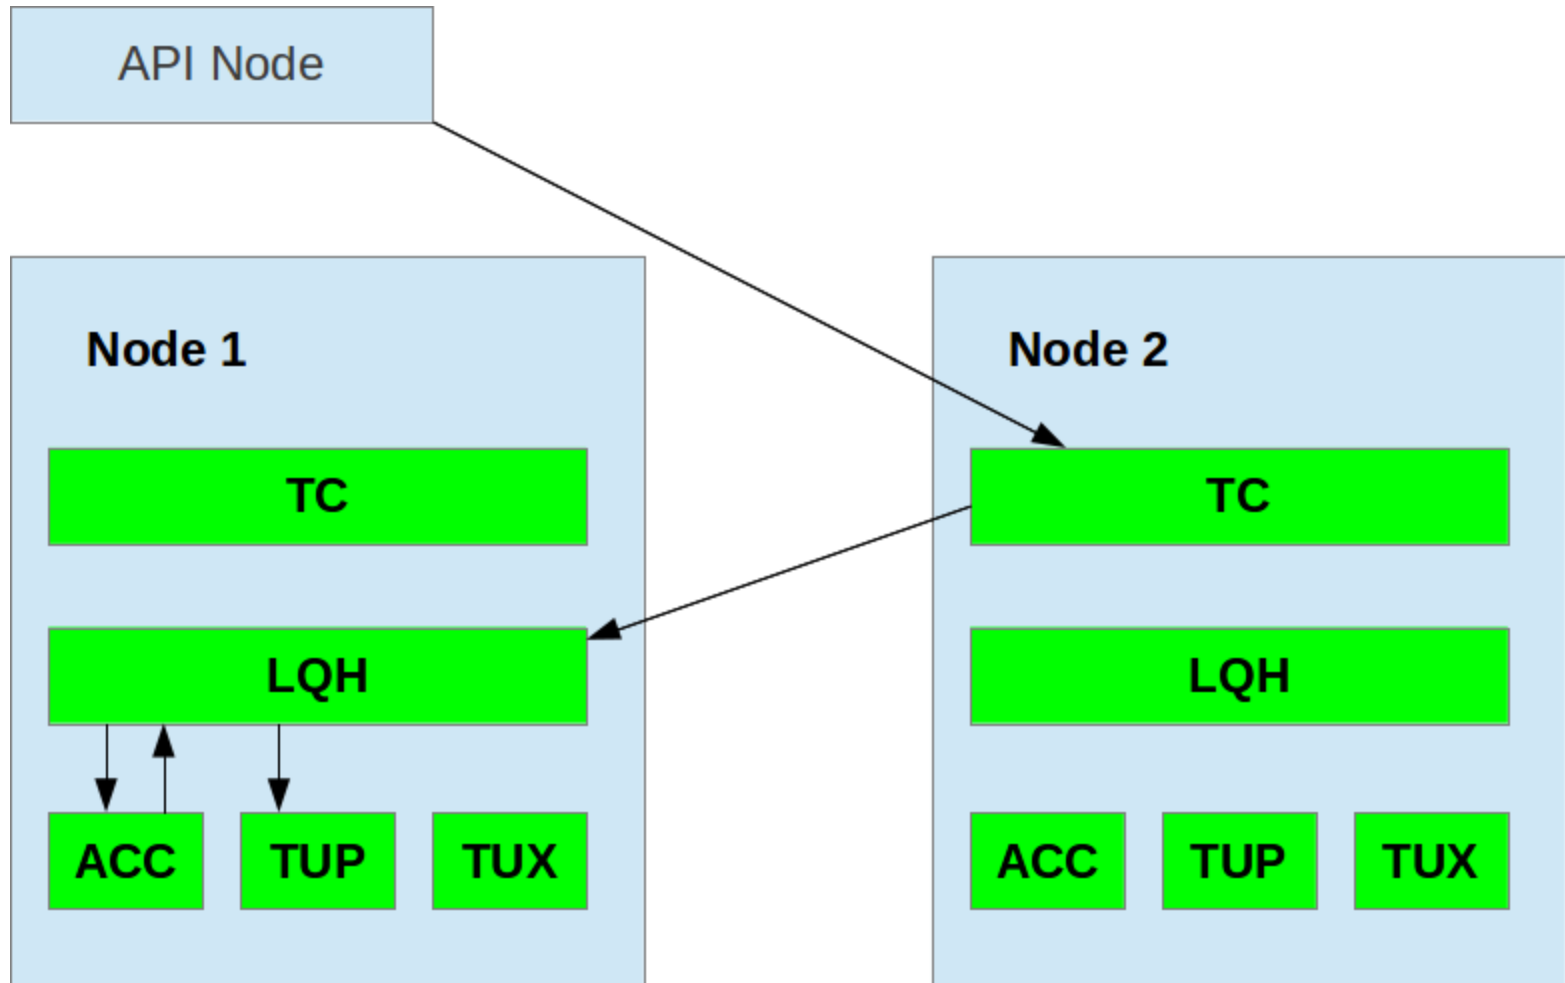 API Node
Node 1
TC
LQH
ACC
TUP
TUX
Node 2
TC
LQH
ACC
TUP
TUX